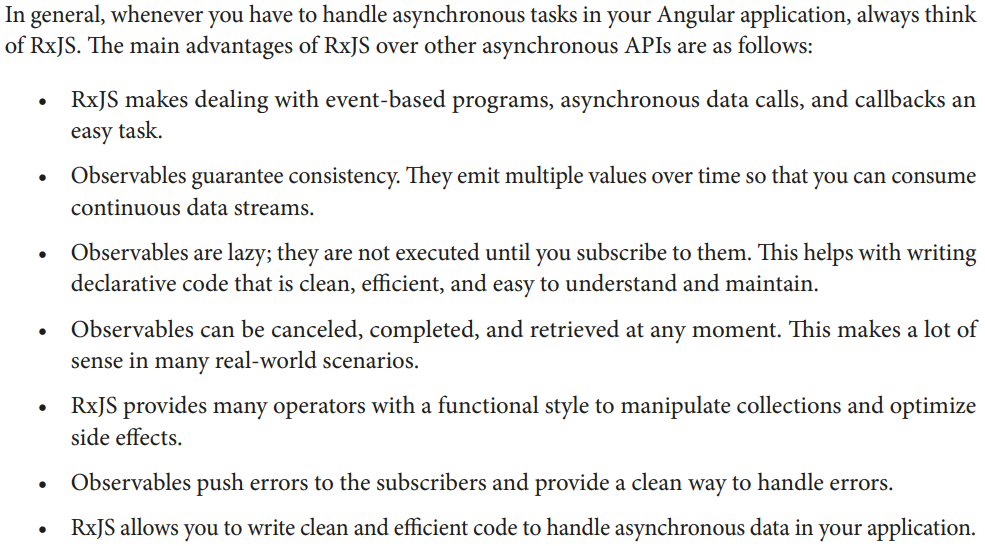 In general, whenever you have to handle asynchronous tasks in your Angular application, always think
of RxJS. The main advantages of RxJS over other asynchronous APIs are as follows:
• RxJS makes dealing with event-based programs, asynchronous data calls, and callbacks an
easy task.
• Observables guarantee consistency. They emit multiple values over time so that you can consume
continuous data streams.
• Observables are lazy; they are not executed until you subscribe to them. This helps with writing
declarative code that is clean, efficient, and easy to understand and maintain.
• Observables can be canceled, completed, and retrieved at any moment. This makes a lot of
sense in many real-world scenarios.
• RxJS provides many operators with a functional style to manipulate collections and optimize
side effects.
• Observables push errors to the subscribers and provide a clean way to handle errors.
• RxJS allows you to write clean and efficient code to handle asynchronous data in your application.